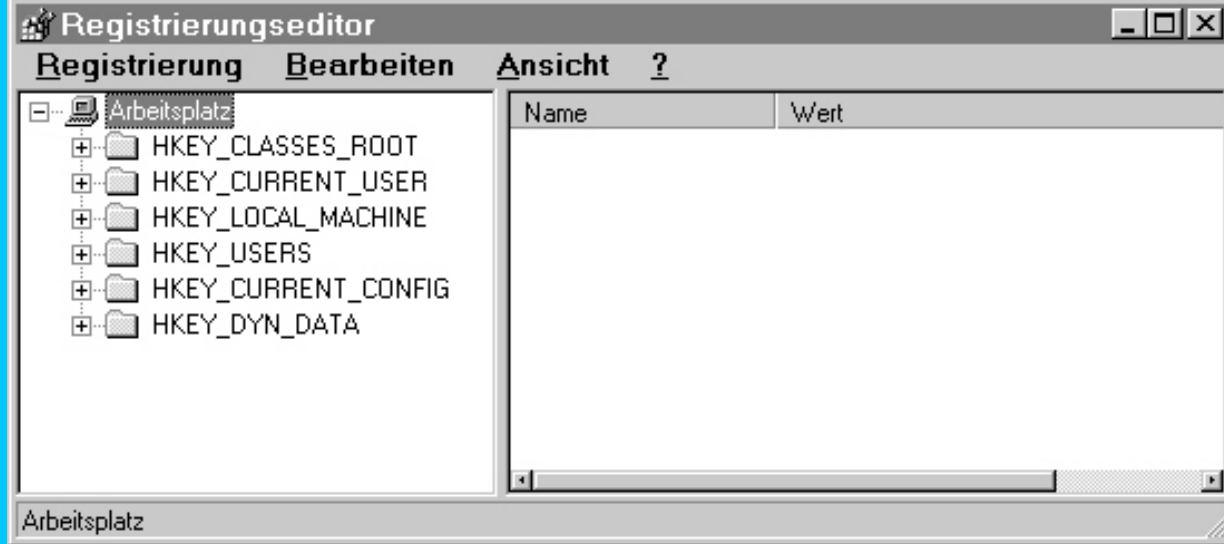 Registrierungseditor
Registrierung Bearbeiten Ansicht ?
Arbeitsplatz
HKEY_CLASSES_ROOT
HKEY_CURRENT_USER
HKEY_LOCAL_MACHINE
HKEY_USERS
HKEY_CURRENT_CONFIG
HKEY_DYN_DATA
Name Wert
Arbeitsplatz